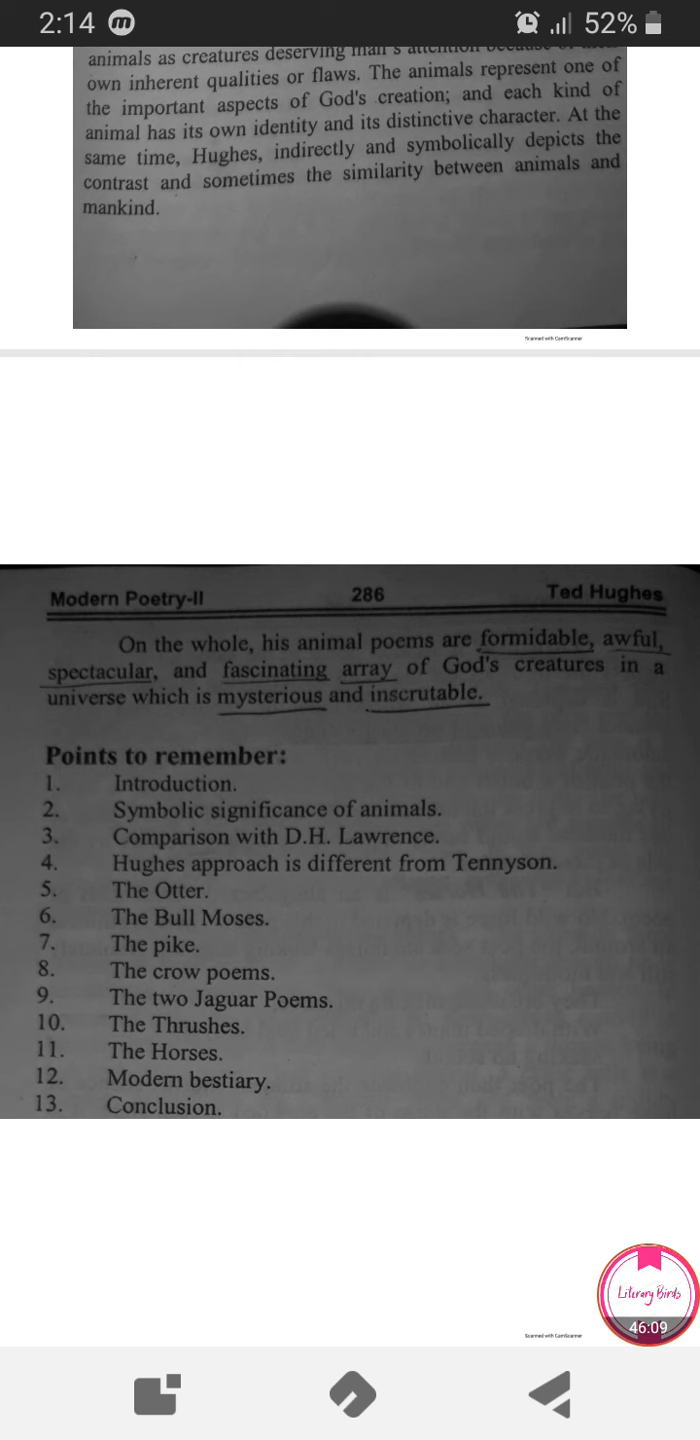 2:14 m 52%
animals as creatures deserving man's attention because of their
own inherent qualities or flaws. The animals represent one of
the important aspects of God's creation; and each kind of
animal has its own identity and its distinctive character. At the
same time, Hughes, indirectly and symbolically depicts the
contrast and sometimes the similarity between animals and
mankind.
Scanned with CamScanner
Modern Poetry-II 286 Ted Hughes
On the whole, his animal poems are formidable, awful,
spectacular, and fascinating array of God's creatures in a
universe which is mysterious and inscrutable.
Points to remember:
1. Introduction.
2. Symbolic significance of animals.
3. Comparison with D.H. Lawrence.
4. Hughes approach is different from Tennyson.
5. The Otter.
6. The Bull Moses.
7. The pike.
8. The crow poems.
9. The two Jaguar Poems.
10. The Thrushes.
11. The Horses.
12. Modern bestiary.
13. Conclusion.
Literary Birds
46:09
Scanned with CamScanner